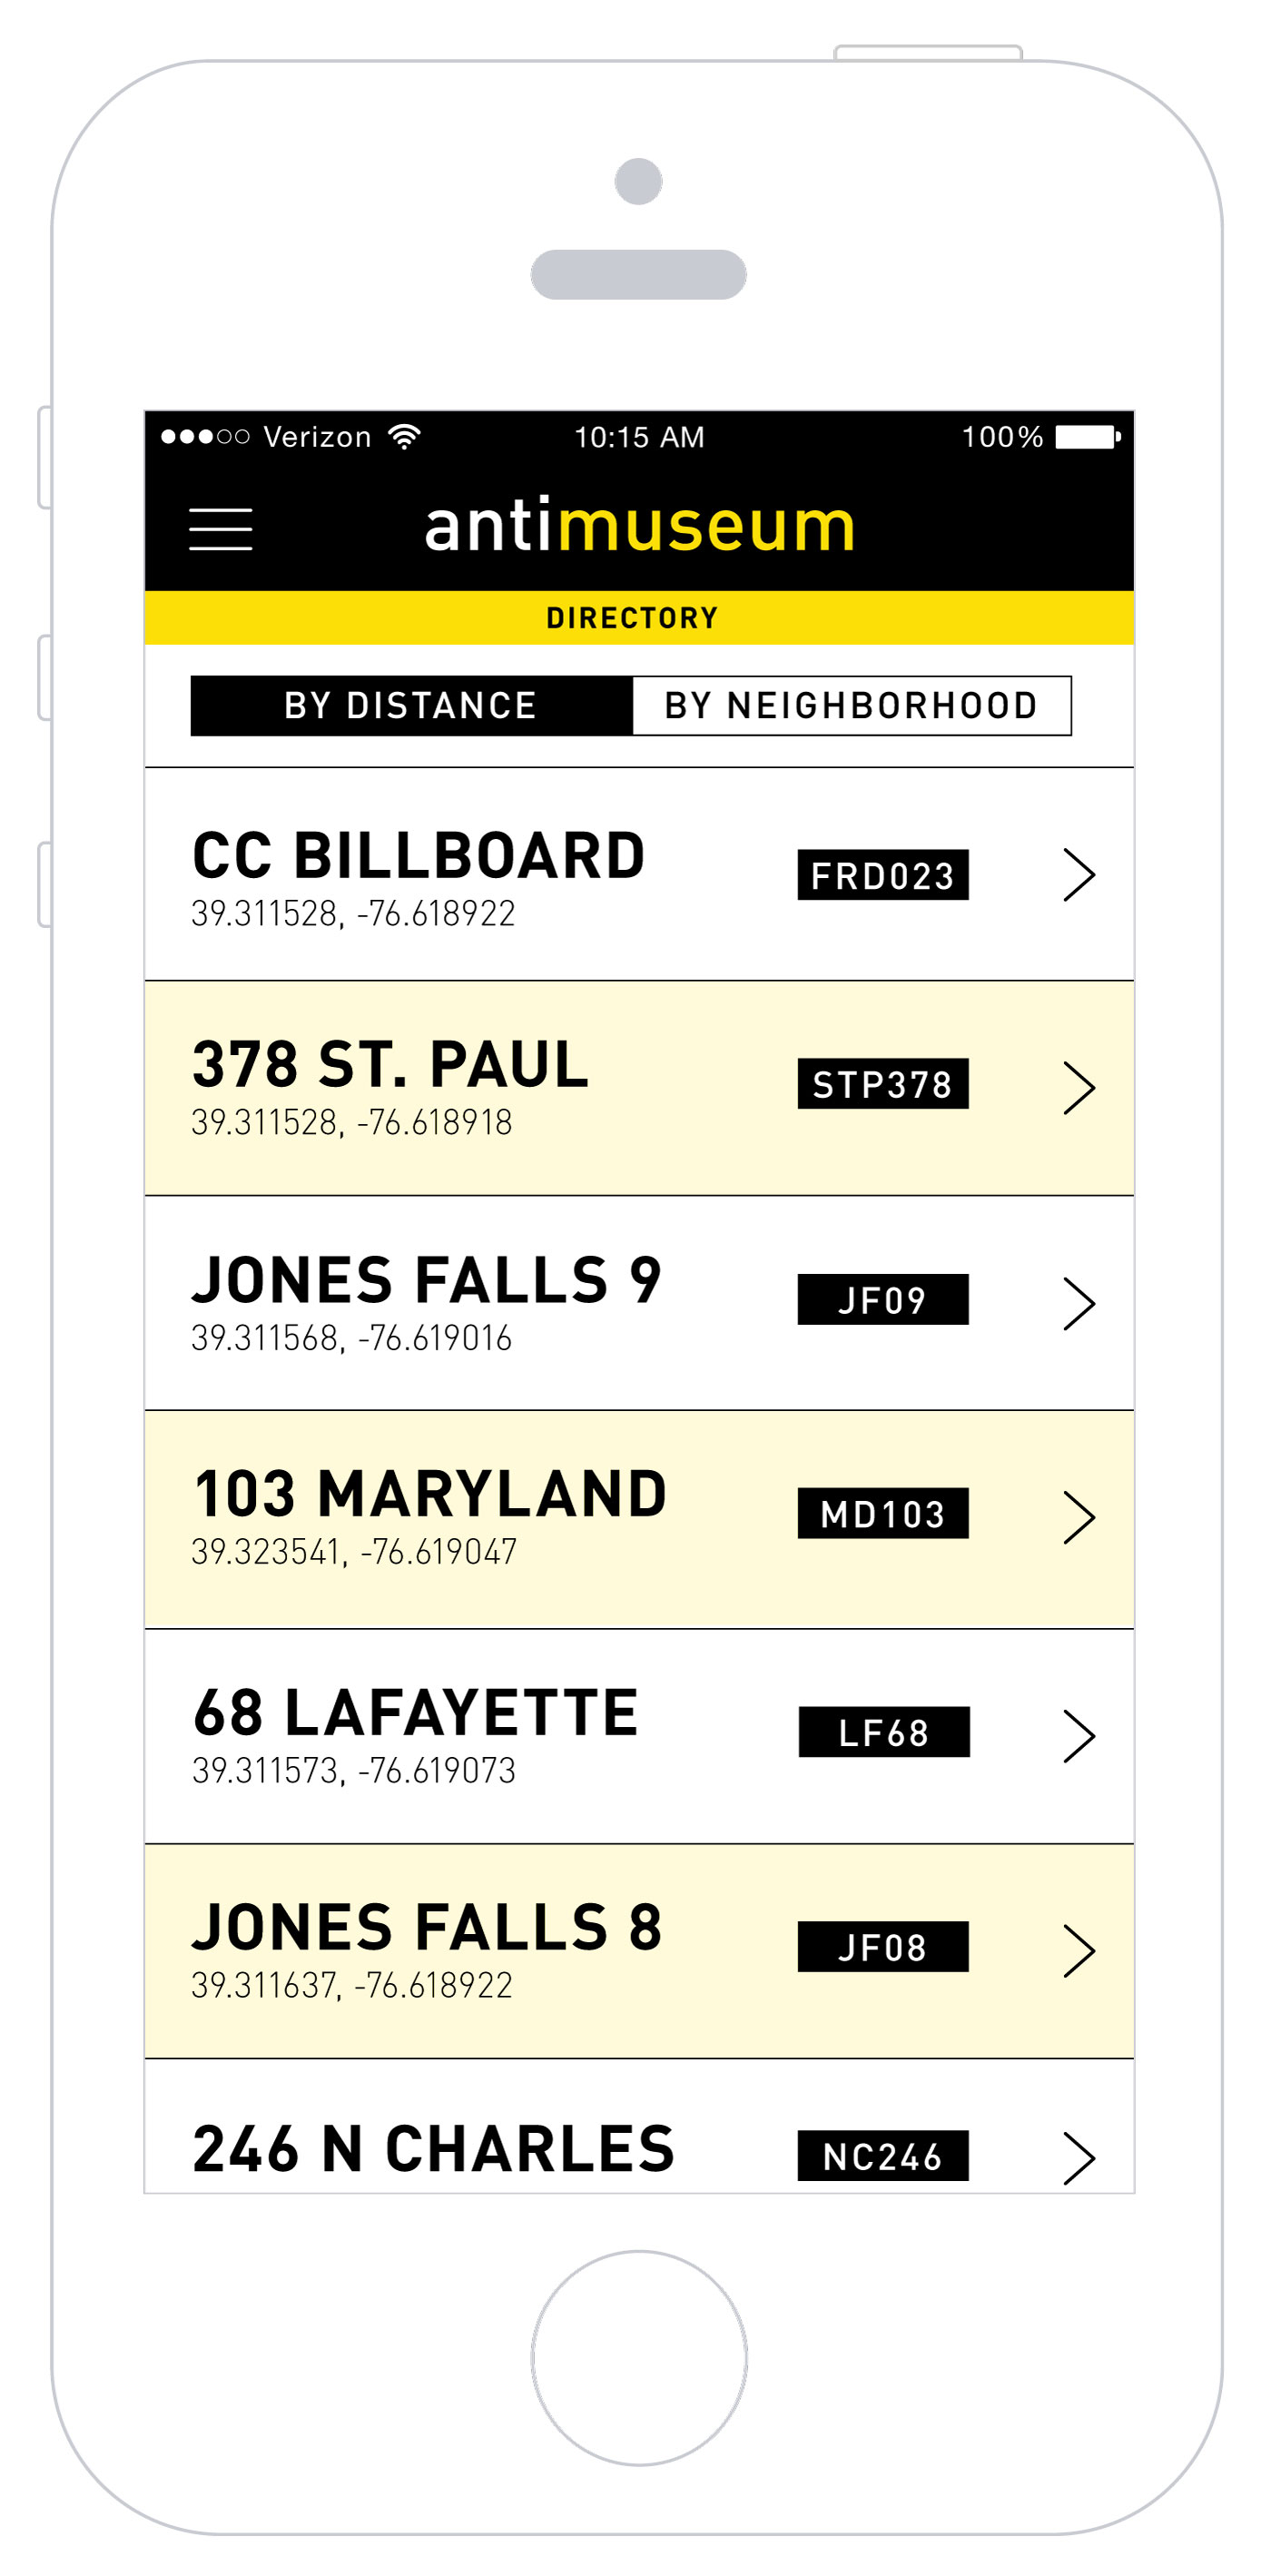 Verizon 10:15 AM 100%
antimuseum
DIRECTORY
BY DISTANCE BY NEIGHBORHOOD
CC BILLBOARD FRD023
39.311528, -76.618922
378 ST. PAUL STP378
39.311528, -76.618918
JONES FALLS 9 JF09
39.311568, -76.619016
103 MARYLAND MD103
39.323541, -76.619047
68 LAFAYETTE LF68
39.311573, -76.619073
JONES FALLS 8 JF08
39.311637, -76.618922
246 N CHARLES NC246